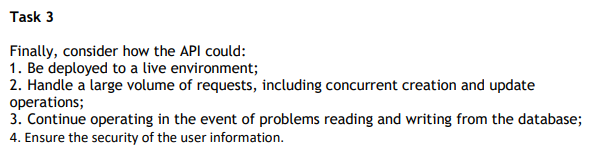 Task 3
Finally, consider how the API could:
1. Be deployed to a live environment;
2. Handle a large volume of requests, including concurrent creation and update
operations;
3. Continue operating in the event of problems reading and writing from the database;
4. Ensure the security of the user information.